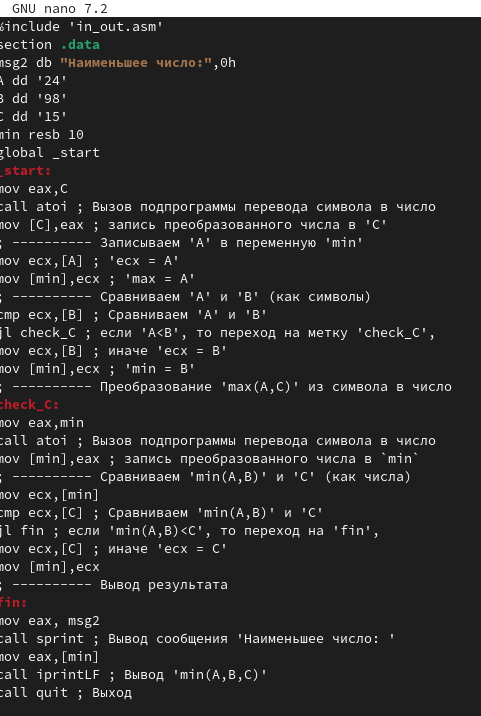 GNU nano 7.2
%include 'in_out.asm'
section .data
msg2 db "Наименьшее число:",0h
A dd '24'
B dd '98'
C dd '15'
min resb 10
global _start
_start:
mov eax,C
call atoi ; Вызов подпрограммы перевода символа в число
mov [C],eax ; запись преобразованного числа в 'C'
; ---------- Записываем 'A' в переменную 'min'
mov ecx,[A] ; 'ecx = A'
mov [min],ecx ; 'max = A'
; ---------- Сравниваем 'A' и 'B' (как символы)
cmp ecx,[B] ; Сравниваем 'A' и 'B'
jl check_C ; если 'A<B', то переход на метку 'check_C',
mov ecx,[B] ; иначе 'ecx = B'
mov [min],ecx ; 'min = B'
; ---------- Преобразование 'max(A,C)' из символа в число
check_C:
mov eax,min
call atoi ; Вызов подпрограммы перевода символа в число
mov [min],eax ; запись преобразованного числа в `min`
; ---------- Сравниваем 'min(A,B)' и 'C' (как числа)
mov ecx,[min]
cmp ecx,[C] ; Сравниваем 'min(A,B)' и 'C'
jl fin ; если 'min(A,B)<C', то переход на 'fin',
mov ecx,[C] ; иначе 'ecx = C'
mov [min],ecx
; ---------- Вывод результата
fin:
mov eax, msg2
call sprint ; Вывод сообщения 'Наименьшее число: '
mov eax,[min]
call iprintLF ; Вывод 'min(A,B,C)'
call quit ; Выход